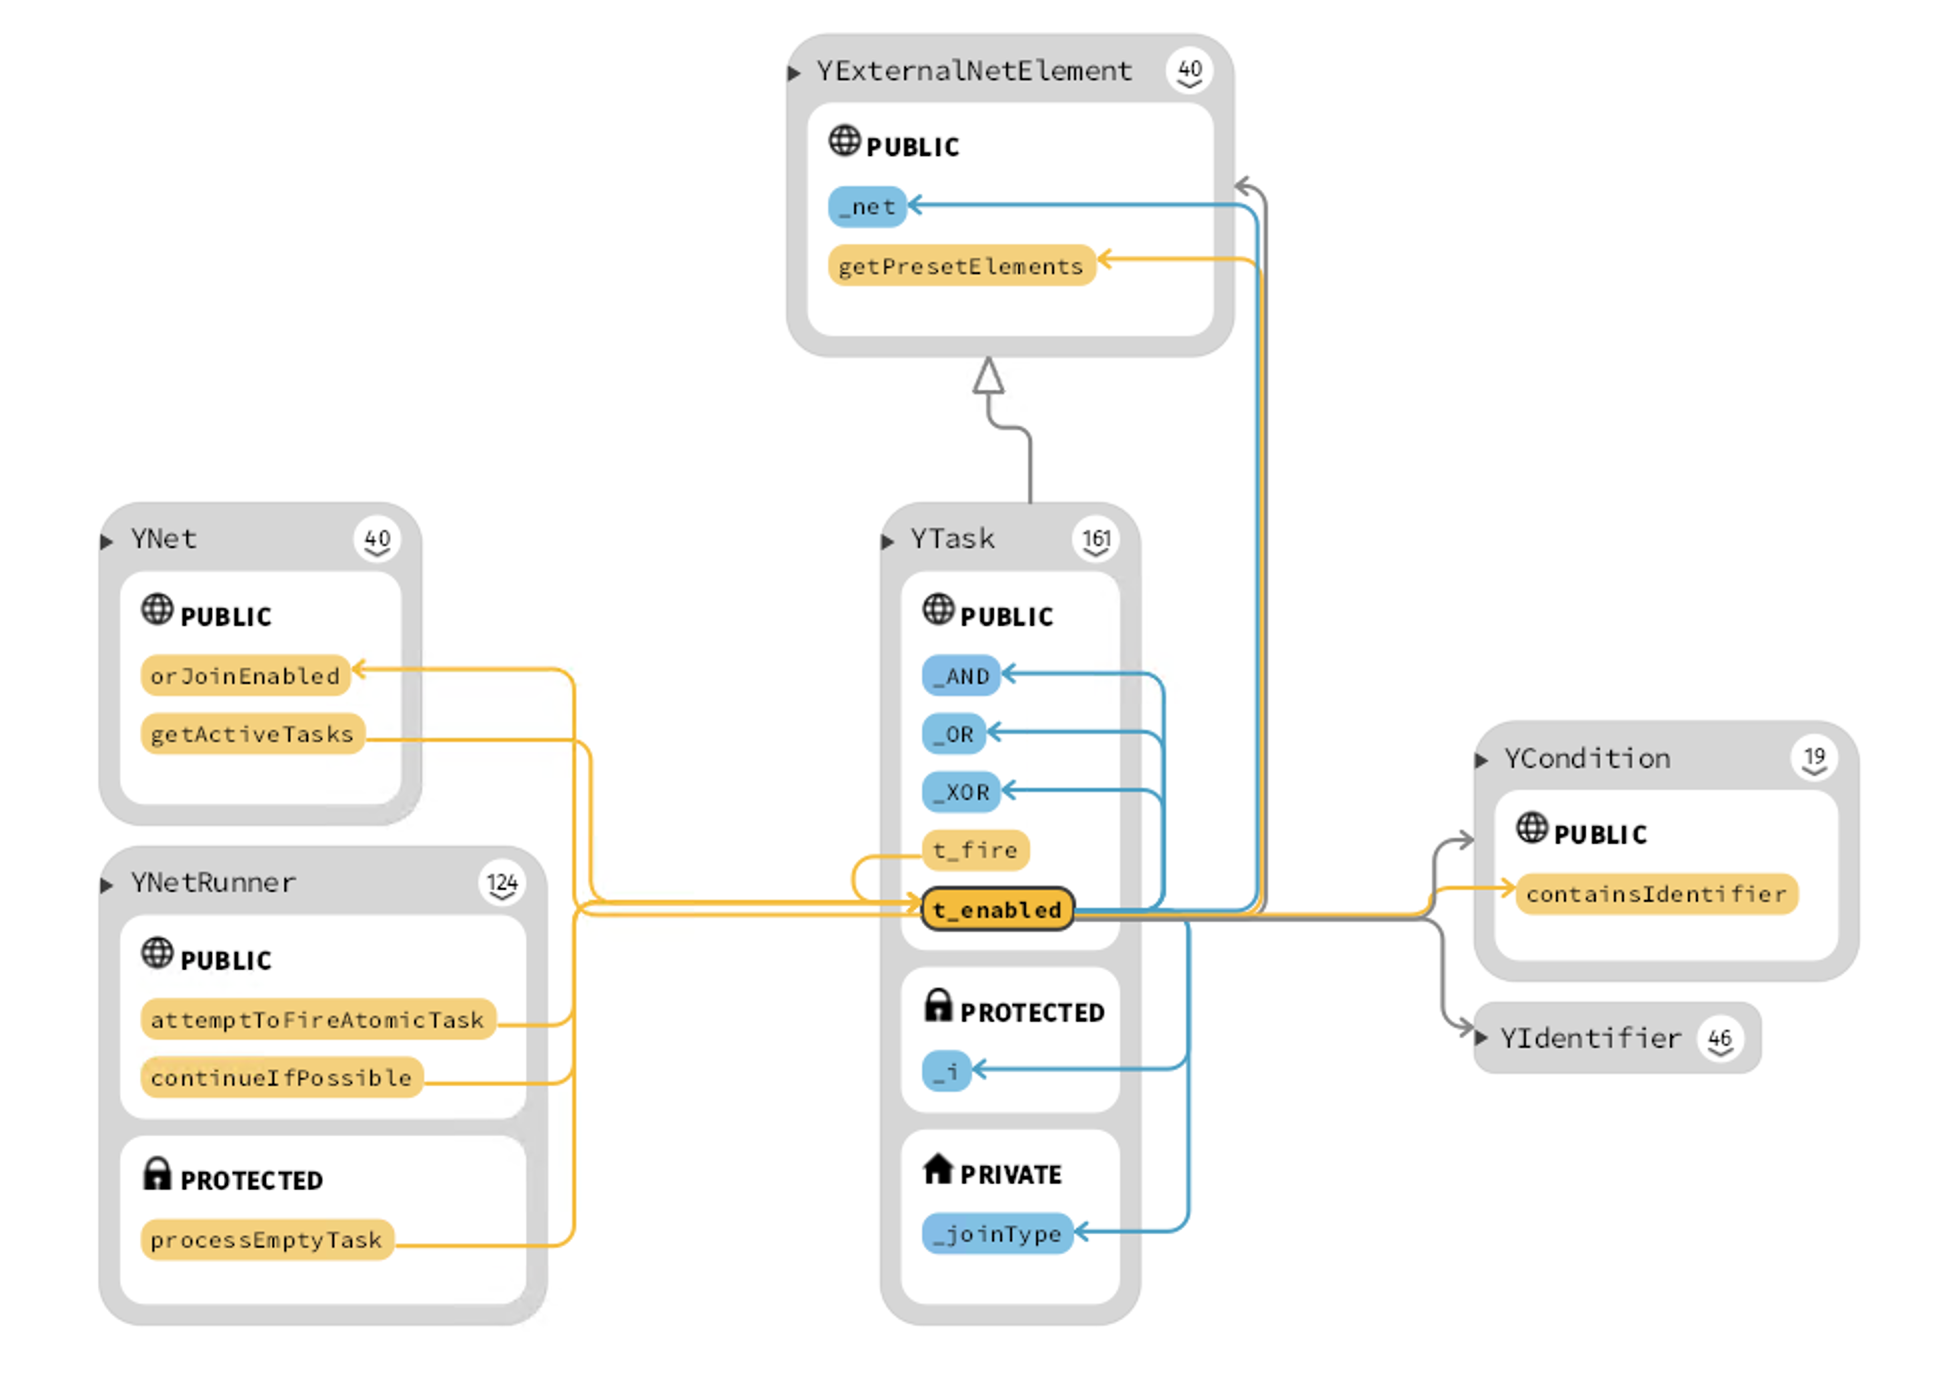 YExternalNetElement 40
PUBLIC
_net
getPresetElements
YNet 40
PUBLIC
orJoinEnabled
getActiveTasks
YNetRunner 124
PUBLIC
attemptToFireAtomicTask
continueIfPossible
PROTECTED
processEmptyTask
YTask 161
PUBLIC
_AND
_OR
_XOR
t_fire
t_enabled
PROTECTED
_i
PRIVATE
_joinType
YCondition 19
PUBLIC
containsIdentifier
YIdentifier 46